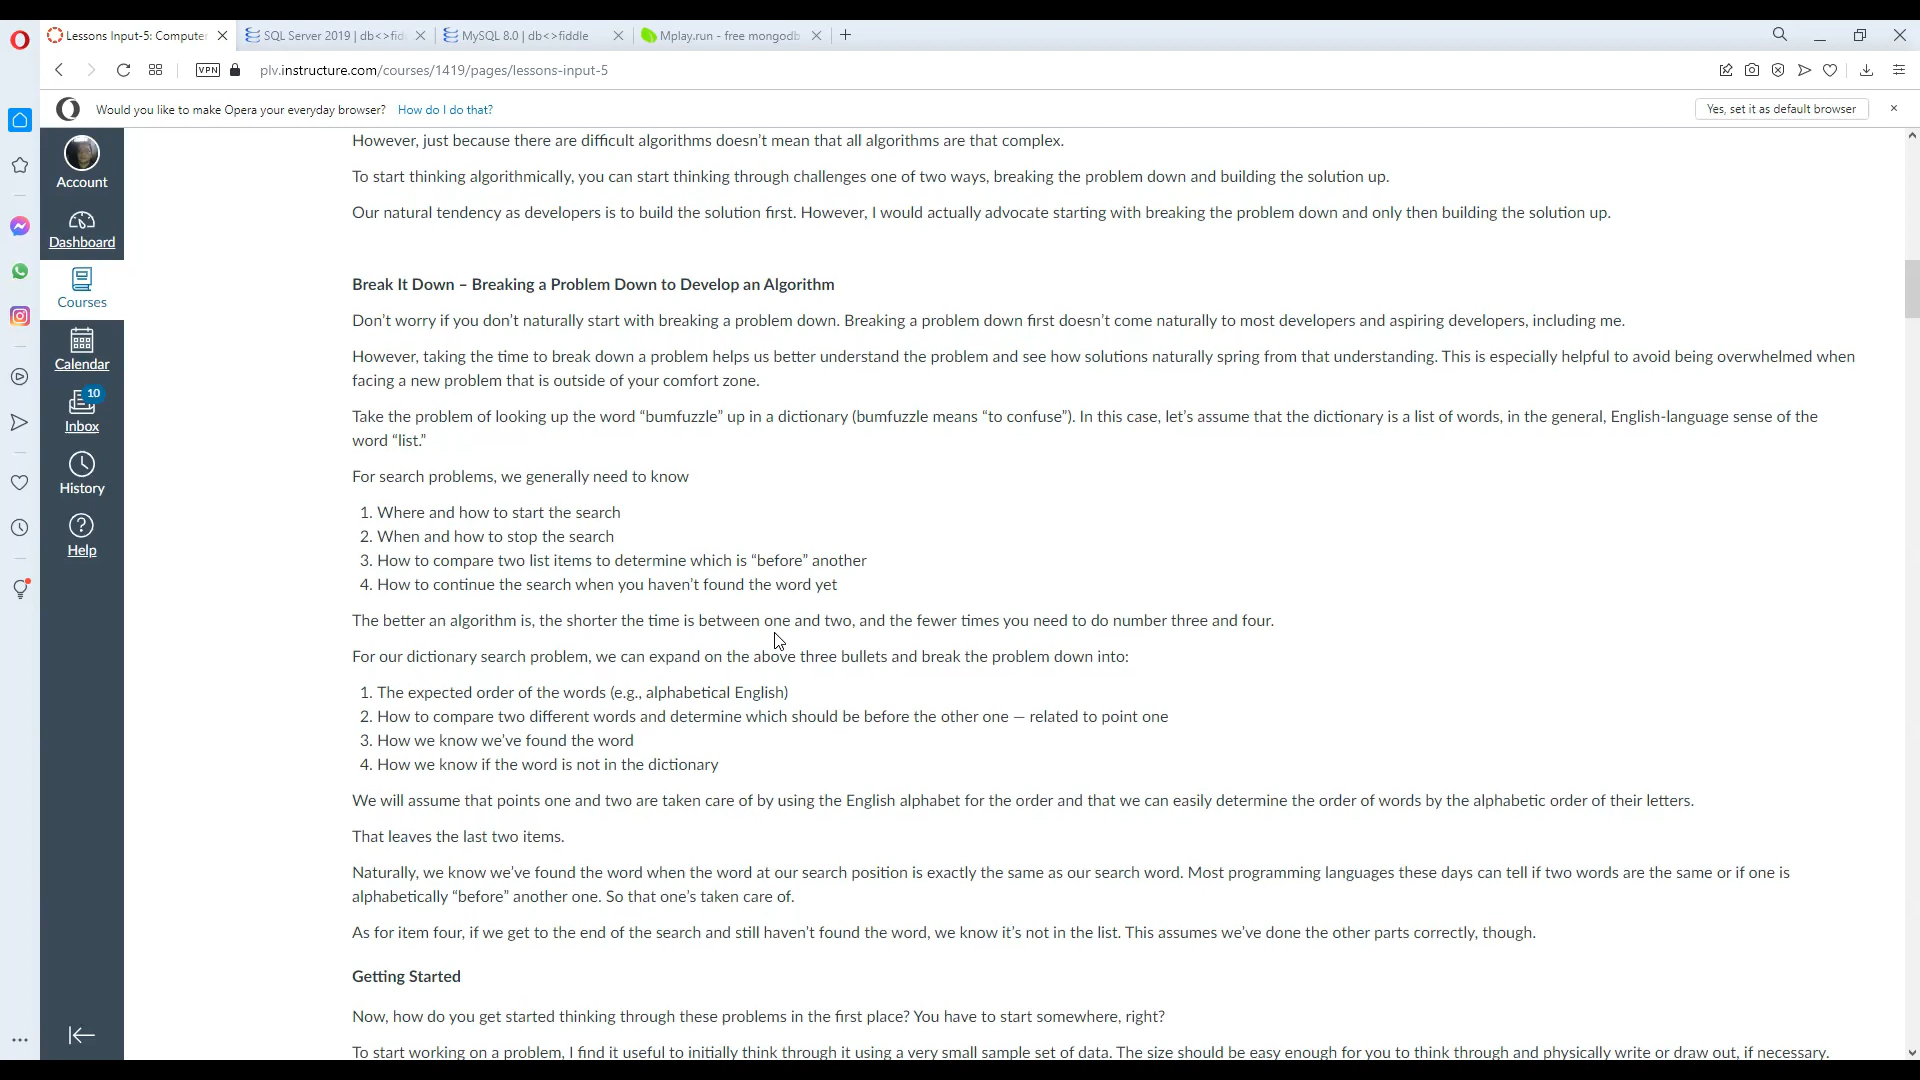 Lessons Input-5: Computer
SQL Server 2019 | db<>fid
MySQL 8.0 | db<>fiddle
Mplay.run - free mongodb
VPN
plv.instructure.com/courses/1419/pages/lessons-input-5
Would you like to make Opera your everyday browser? How do I do that?
Yes, set it as default browser
Account
Dashboard
Courses
Calendar
10
Inbox
History
Help
However, just because there are difficult algorithms doesn’t mean that all algorithms are that complex.
To start thinking algorithmically, you can start thinking through challenges one of two ways, breaking the problem down and building the solution up.
Our natural tendency as developers is to build the solution first. However, I would actually advocate starting with breaking the problem down and only then building the solution up.
Break It Down – Breaking a Problem Down to Develop an Algorithm
Don’t worry if you don’t naturally start with breaking a problem down. Breaking a problem down first doesn’t come naturally to most developers and aspiring developers, including me.
However, taking the time to break down a problem helps us better understand the problem and see how solutions naturally spring from that understanding. This is especially helpful to avoid being overwhelmed when
facing a new problem that is outside of your comfort zone.
Take the problem of looking up the word “bumfuzzle” up in a dictionary (bumfuzzle means “to confuse”). In this case, let’s assume that the dictionary is a list of words, in the general, English-language sense of the
word “list.”
For search problems, we generally need to know
1. Where and how to start the search
2. When and how to stop the search
3. How to compare two list items to determine which is “before” another
4. How to continue the search when you haven’t found the word yet
The better an algorithm is, the shorter the time is between one and two, and the fewer times you need to do number three and four.
For our dictionary search problem, we can expand on the above three bullets and break the problem down into:
1. The expected order of the words (e.g., alphabetical English)
2. How to compare two different words and determine which should be before the other one — related to point one
3. How we know we’ve found the word
4. How we know if the word is not in the dictionary
We will assume that points one and two are taken care of by using the English alphabet for the order and that we can easily determine the order of words by the alphabetic order of their letters.
That leaves the last two items.
Naturally, we know we’ve found the word when the word at our search position is exactly the same as our search word. Most programming languages these days can tell if two words are the same or if one is
alphabetically “before” another one. So that one’s taken care of.
As for item four, if we get to the end of the search and still haven’t found the word, we know it’s not in the list. This assumes we’ve done the other parts correctly, though.
Getting Started
Now, how do you get started thinking through these problems in the first place? You have to start somewhere, right?
To start working on a problem, I find it useful to initially think through it using a very small sample set of data. The size should be easy enough for you to think through and physically write or draw out, if necessary.